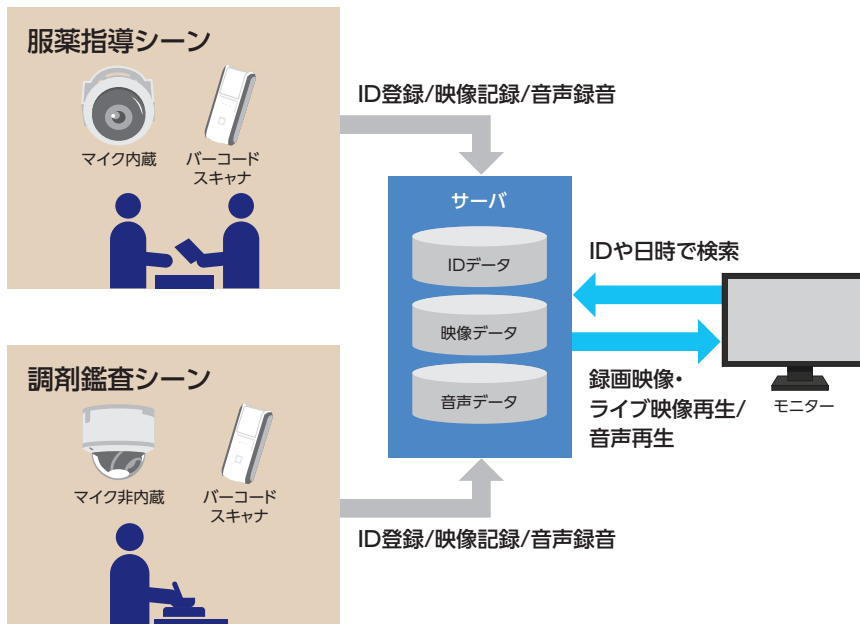 服薬指導シーン
マイク内蔵
バーコード
スキャナ
ID登録/映像記録/音声録音
サーバ
IDデータ
映像データ
音声データ
IDや日時で検索
録画映像・
ライブ映像再生/
音声再生
モニター
調剤鑑査シーン
マイク非内蔵
バーコード
スキャナ
ID登録/映像記録/音声録音